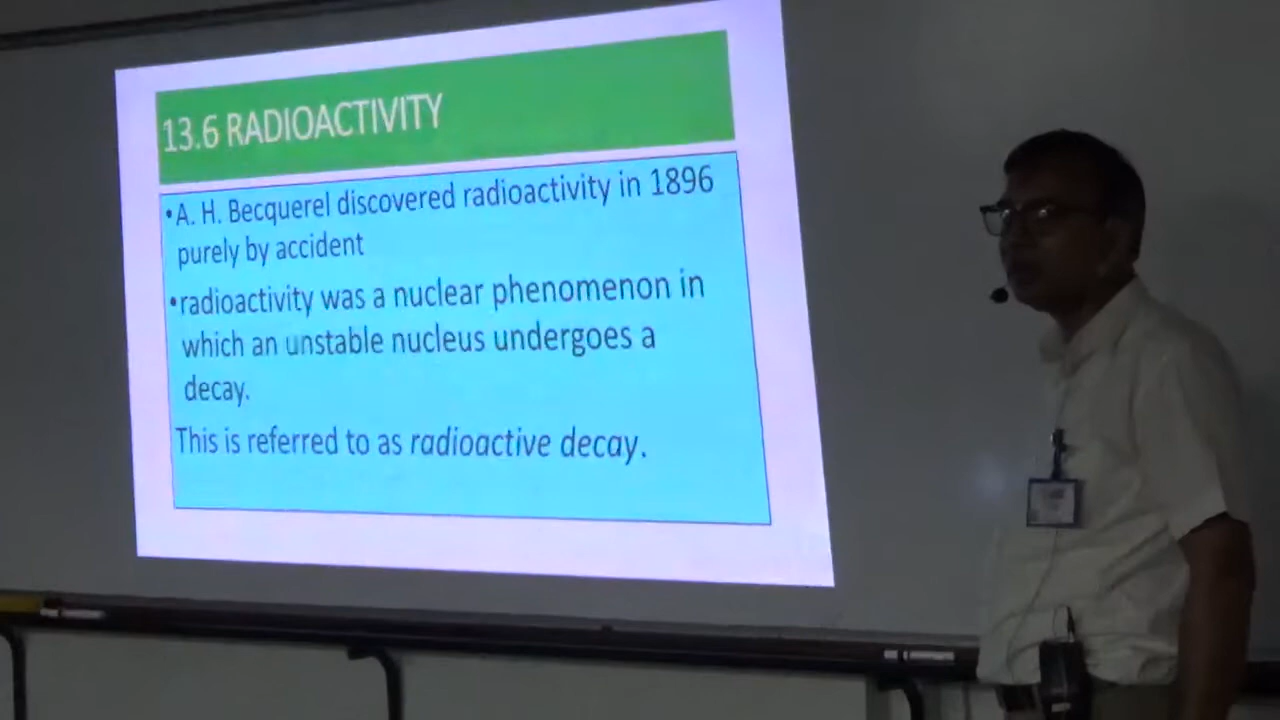 13.6 RADIOACTIVITY
•A. H. Becquerel discovered radioactivity in 1896
purely by accident
•radioactivity was a nuclear phenomenon in
which an unstable nucleus undergoes a
decay.
This is referred to as radioactive decay.